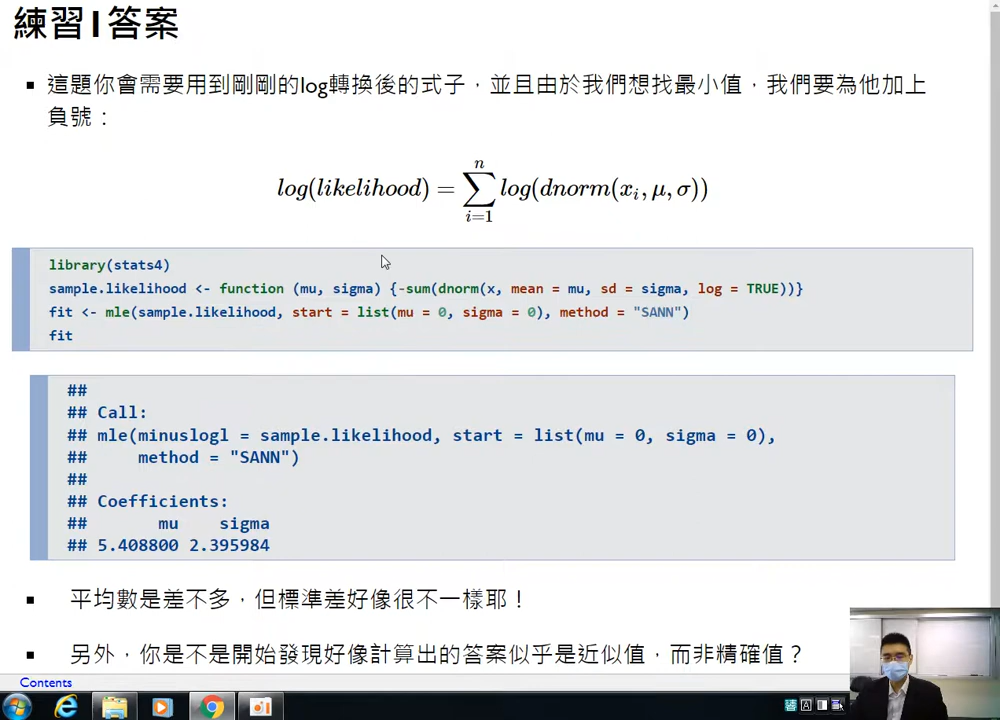 練習1答案
▪ 這題你會需要用到剛剛的log轉換後的式子，並且由於我們想找最小值，我們要為他加上
負號：
log(likelihood) = \sum_{i=1}^{n} log(dnorm(x_i, μ, σ))
library(stats4)
sample.likelihood <- function (mu, sigma) {-sum(dnorm(x, mean = mu, sd = sigma, log = TRUE))}
fit <- mle(sample.likelihood, start = list(mu = 0, sigma = 0), method = "SANN")
fit
##
## Call:
## mle(minuslogl = sample.likelihood, start = list(mu = 0, sigma = 0),
##     method = "SANN")
##
## Coefficients:
##       mu    sigma
## 5.408800 2.395984
▪ 平均數是差不多，但標準差好像很不一樣耶！
▪ 另外，你是不是開始發現好像計算出的答案似乎是近似值，而非精確值？
Contents